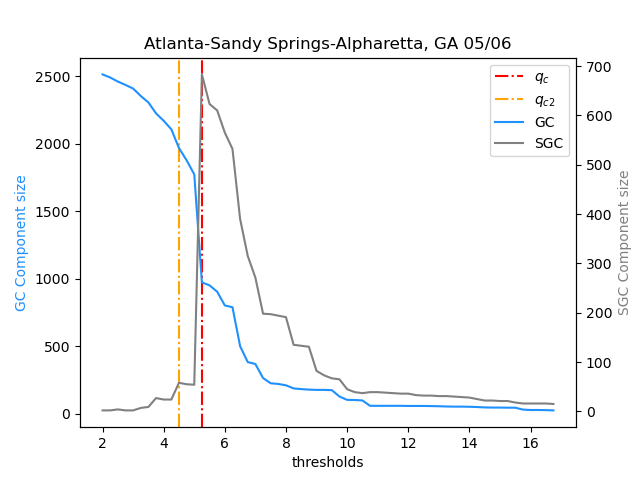 Atlanta-Sandy Springs-Alpharetta, GA 05/06
GC Component size
2500
2000
1500
1000
500
0
q_c
q_c2
GC
SGC
700
600
500
400
300
200
100
0
SGC Component size
2 4 6 8 10 12 14 16
thresholds